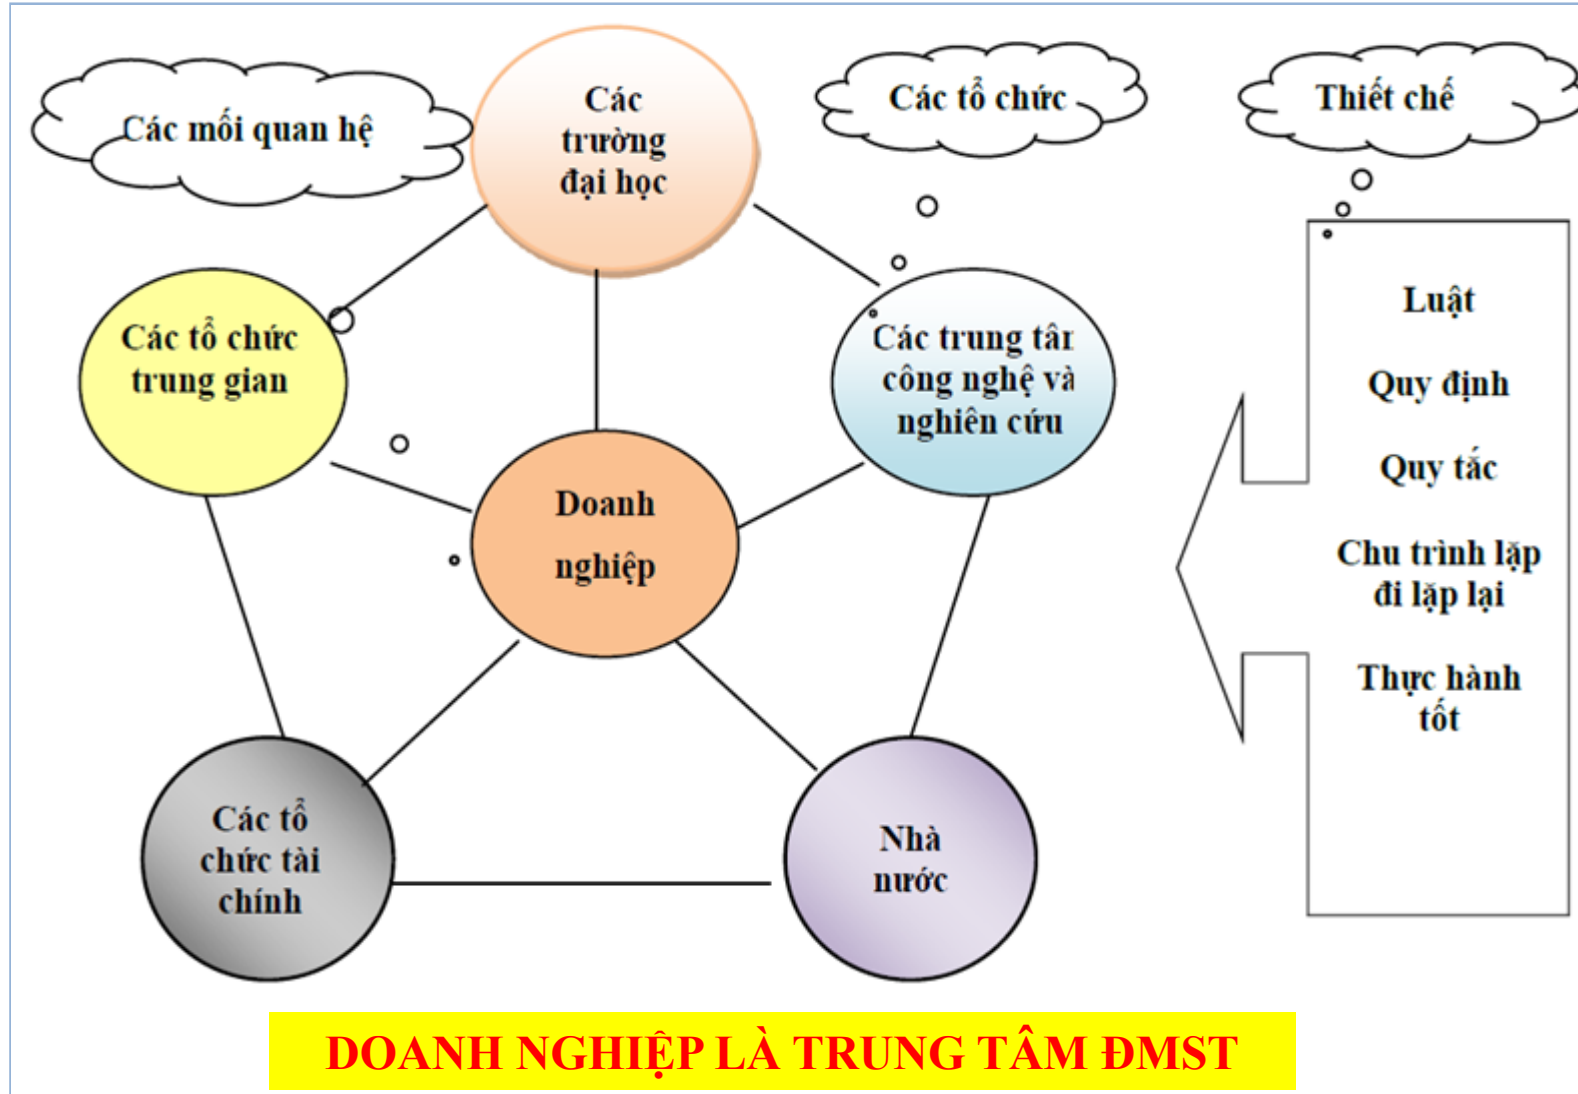 Các mối quan hệ
Các
trường
đại học
Các tổ chức
Thiết chế
Các tổ chức
trung gian
Các trung tân
công nghệ và
nghiên cứu
Doanh
nghiệp
Các tổ
chức tài
chính
Nhà
nước
Luật
Quy định
Quy tắc
Chu trình lặp
đi lặp lại
Thực hành
tốt
DOANH NGHIỆP LÀ TRUNG TÂM ĐMST